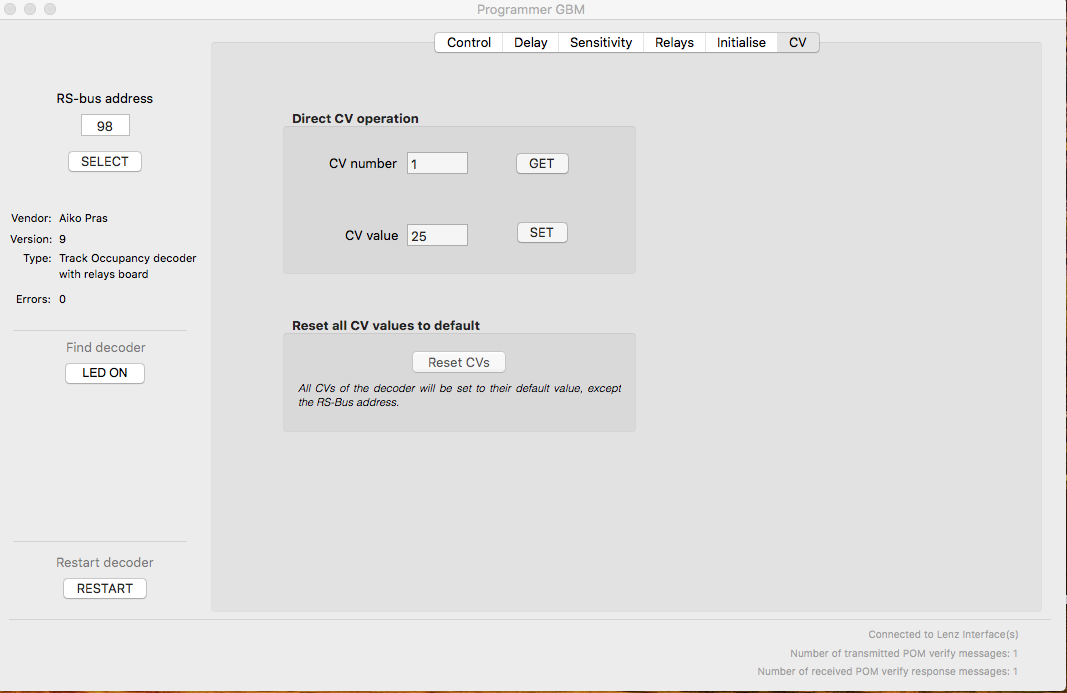 Programmer GBM
Control Delay Sensitivity Relays Initialise CV
RS-bus address
98
SELECT
Vendor: Aiko Pras
Version: 9
Type: Track Occupancy decoder
with relays board
Errors: 0
Find decoder
LED ON
Restart decoder
RESTART
Direct CV operation
CV number 1 GET
CV value 25 SET
Reset all CV values to default
Reset CVs
All CVs of the decoder will be set to their default value, except
the RS-Bus address.
Connected to Lenz Interface(s)
Number of transmitted POM verify messages: 1
Number of received POM verify response messages: 1